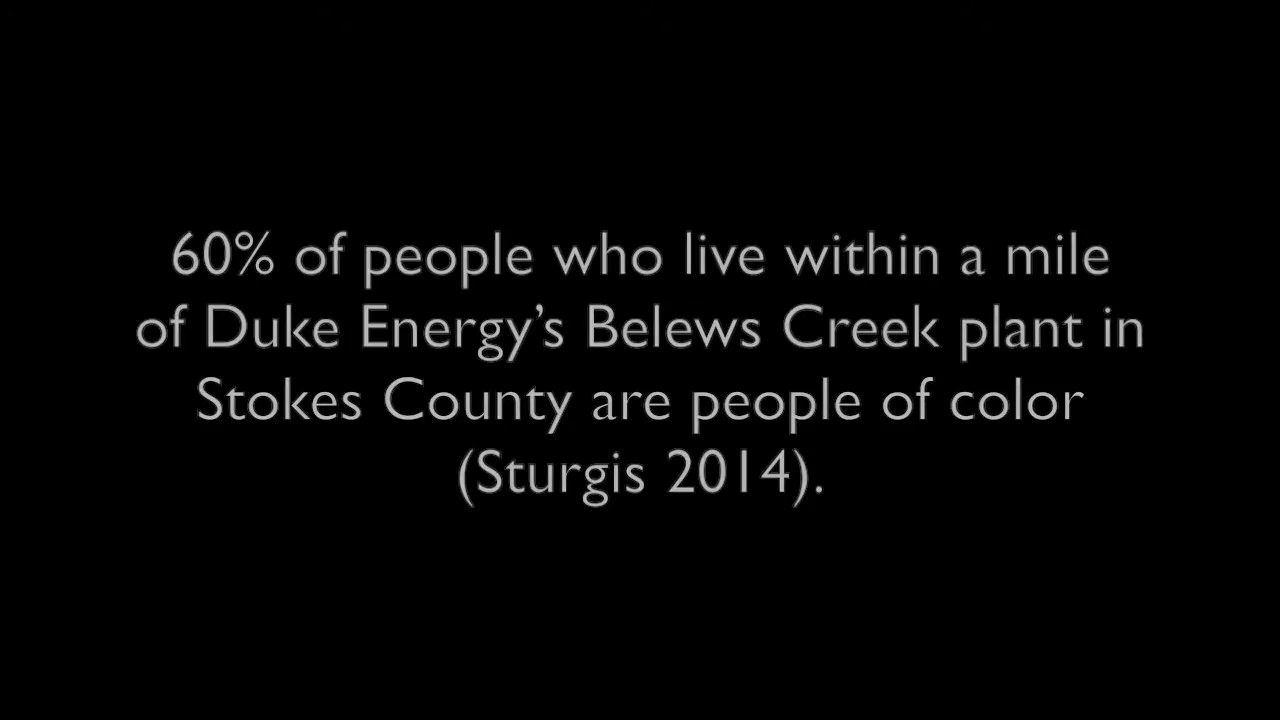 60% of people who live within a mile
of Duke Energy’s Belews Creek plant in
Stokes County are people of color
(Sturgis 2014).